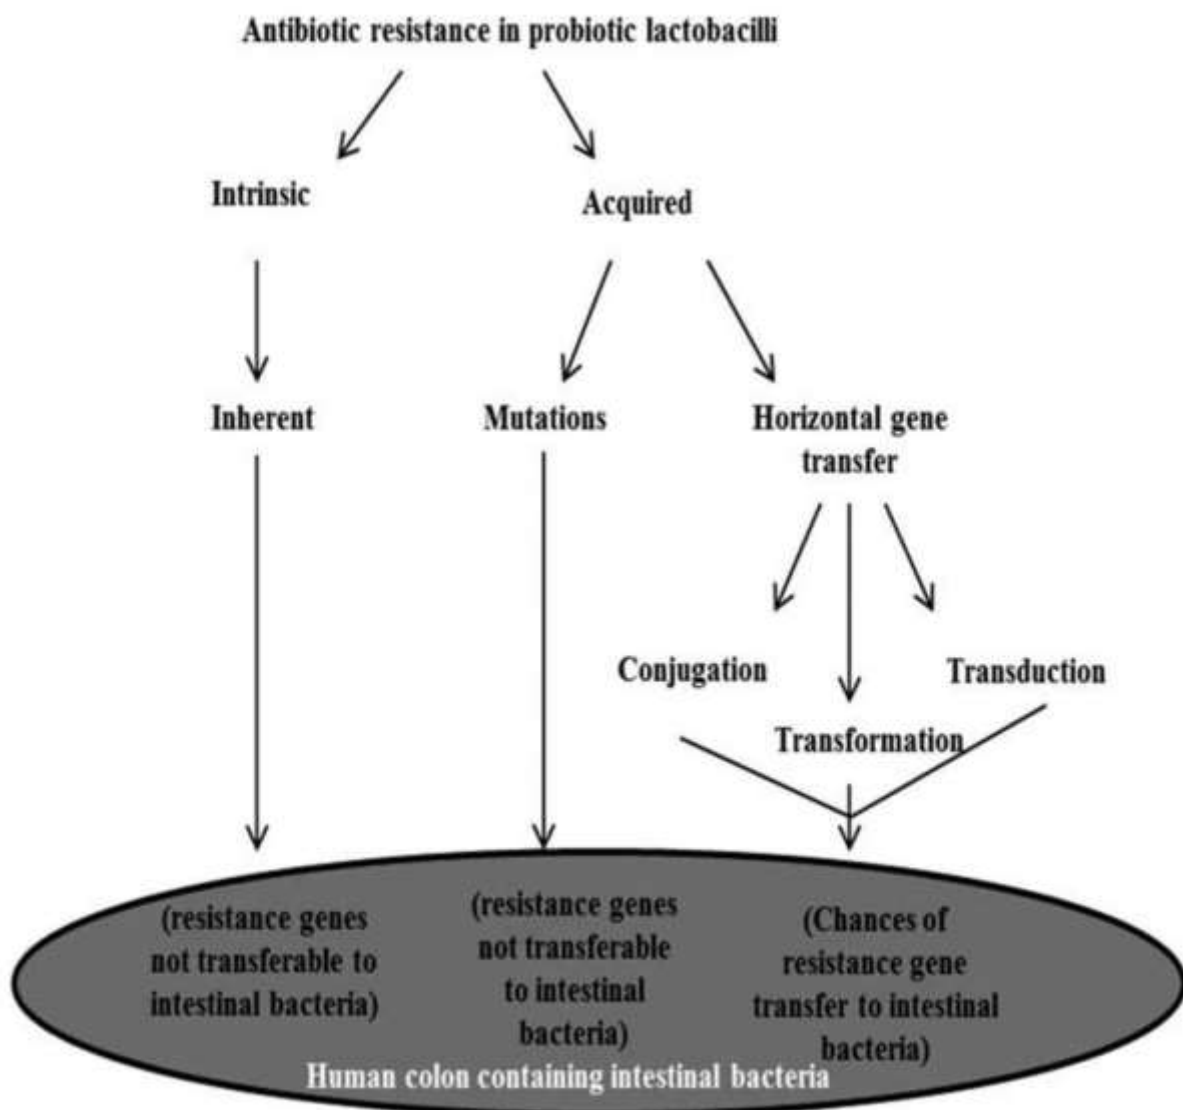 Antibiotic resistance in probiotic lactobacilli
Intrinsic
Acquired
Inherent
Mutations
Horizontal gene
transfer
Conjugation
Transduction
Transformation
(resistance genes
not transferable to
intestinal bacteria)
(resistance genes
not transferable
to intestinal
bacteria)
(Chances of
resistance gene
transfer to intestinal
bacteria)
Human colon containing intestinal bacteria